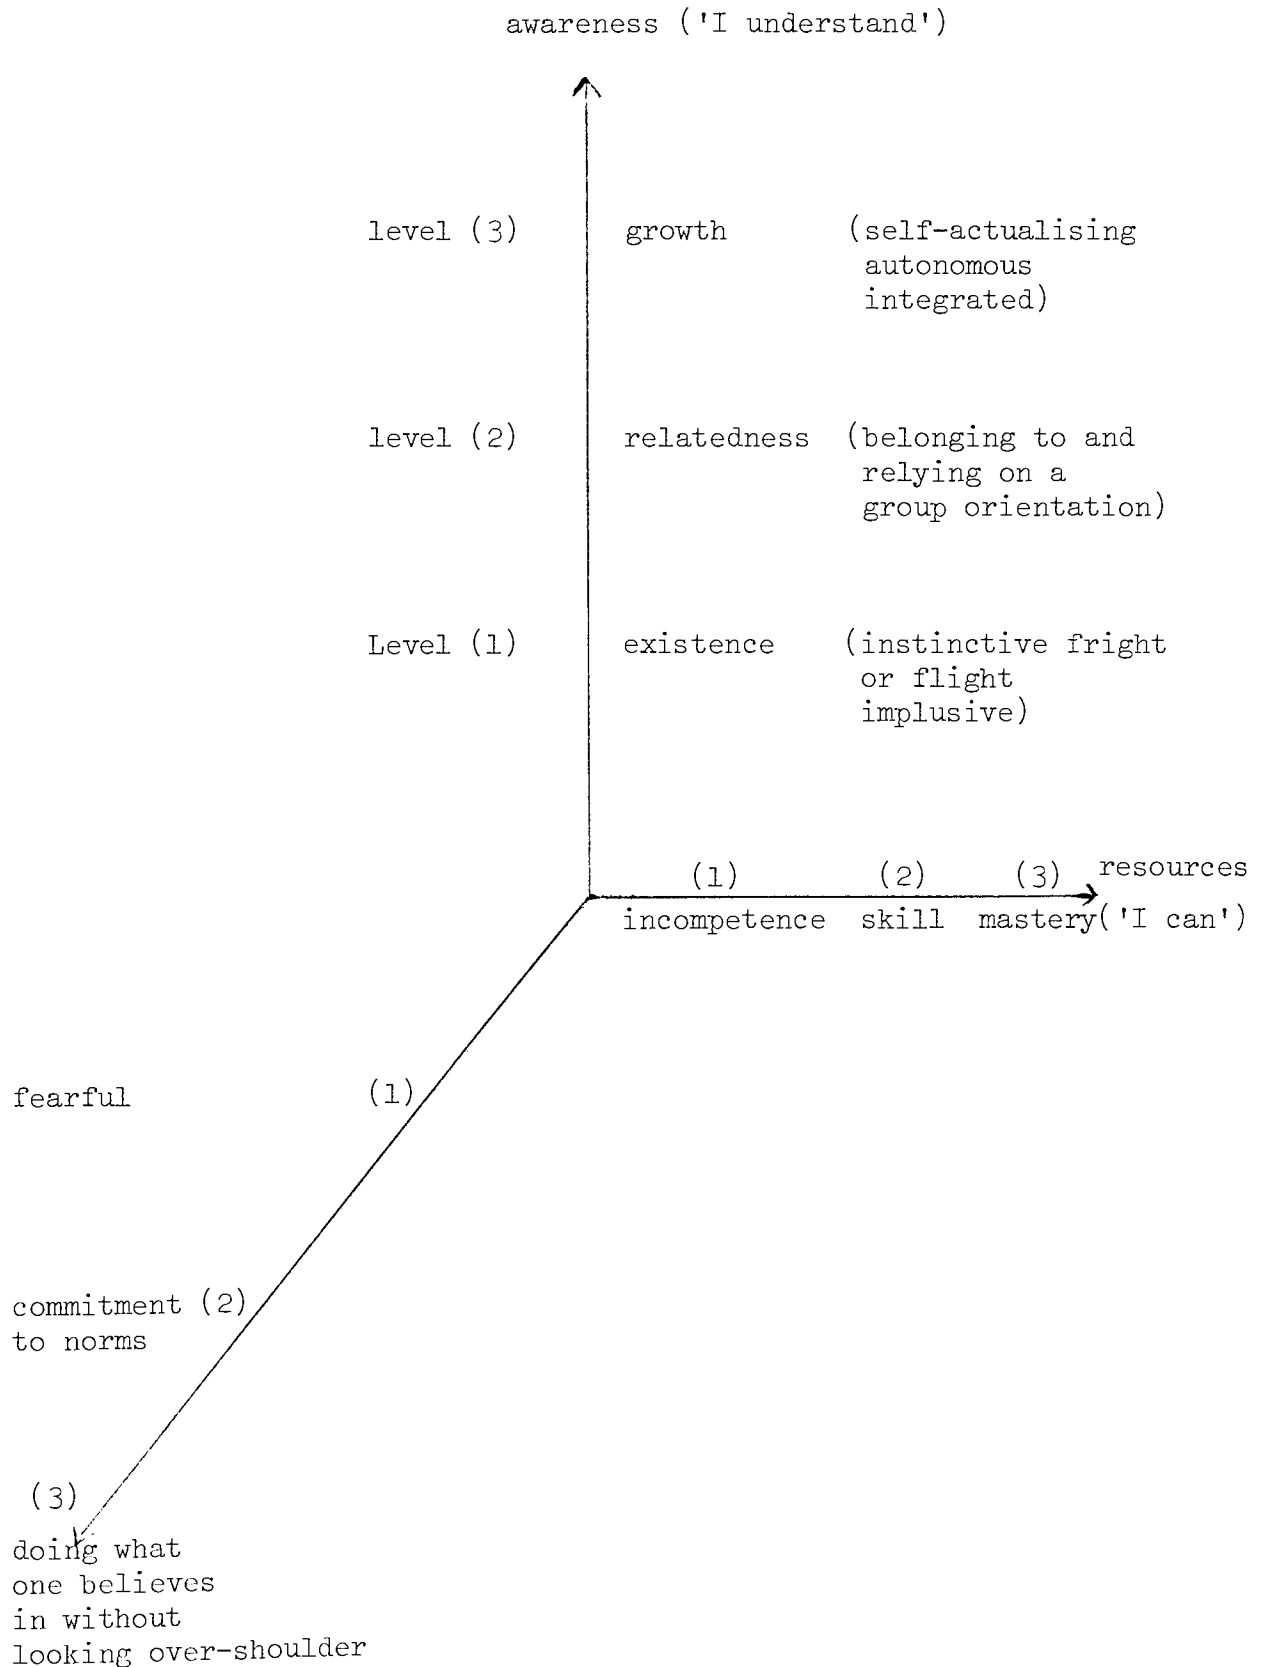 awareness ('I understand')
level (3) growth (self-actualising
autonomous
integrated)
level (2) relatedness (belonging to and
relying on a
group orientation)
Level (1) existence (instinctive fright
or flight
implusive)
(1) (2) (3) resources
incompetence skill mastery('I can')
fearful (1)
commitment (2)
to norms
(3)
doing what
one believes
in without
looking over-shoulder